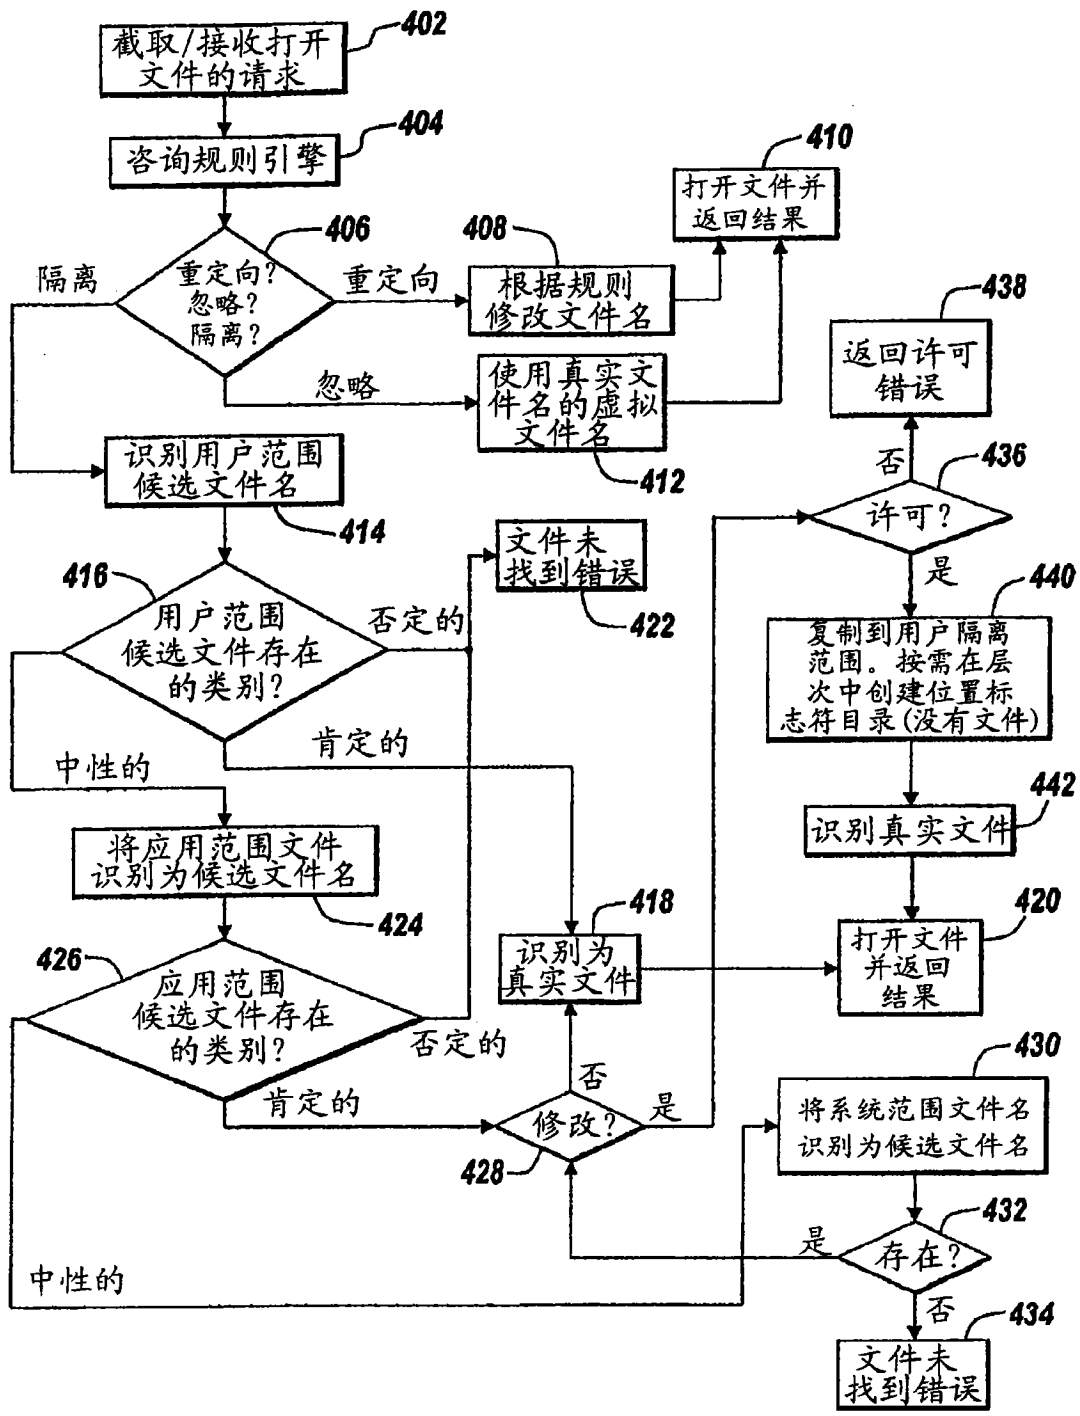 402
截取/接收打开
文件的请求
404
咨询规则引擎
406
重定向?
忽略?
隔离?
隔离
重定向
408
根据规则
修改文件名
410
打开文件并
返回结果
忽略
使用真实文
件名的虚拟
文件名
412
识别用户范围
候选文件名
414
416
用户范围
候选文件存在
的类别?
否定的
文件未
找到错误
422
肯定的
中性的
将应用范围文件
识别为候选文件名
424
426
应用范围
候选文件存在
的类别?
否定的
肯定的
中性的
418
识别为
真实文件
否
修改?
是
428
438
返回许可
错误
否
436
许可?
是
440
复制到用户隔离
范围。按需在层
次中创建位置标
志符目录(没有文件)
442
识别真实文件
420
打开文件
并返回
结果
430
将系统范围文件名
识别为候选文件名
432
存在?
是
否
434
文件未
找到错误